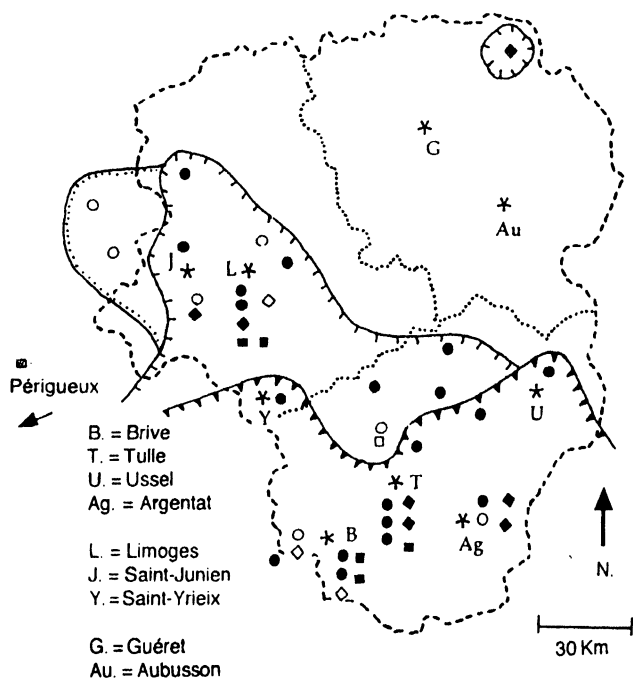 G
Au
J
L
Périgueux
Y
U
B. = Brive
T. = Tulle
U. = Ussel
Ag. = Argentat
T
B
Ag
L. = Limoges
J. = Saint-Junien
Y. = Saint-Yrieix
N.
G. = Guéret
Au. = Aubusson
30 Km